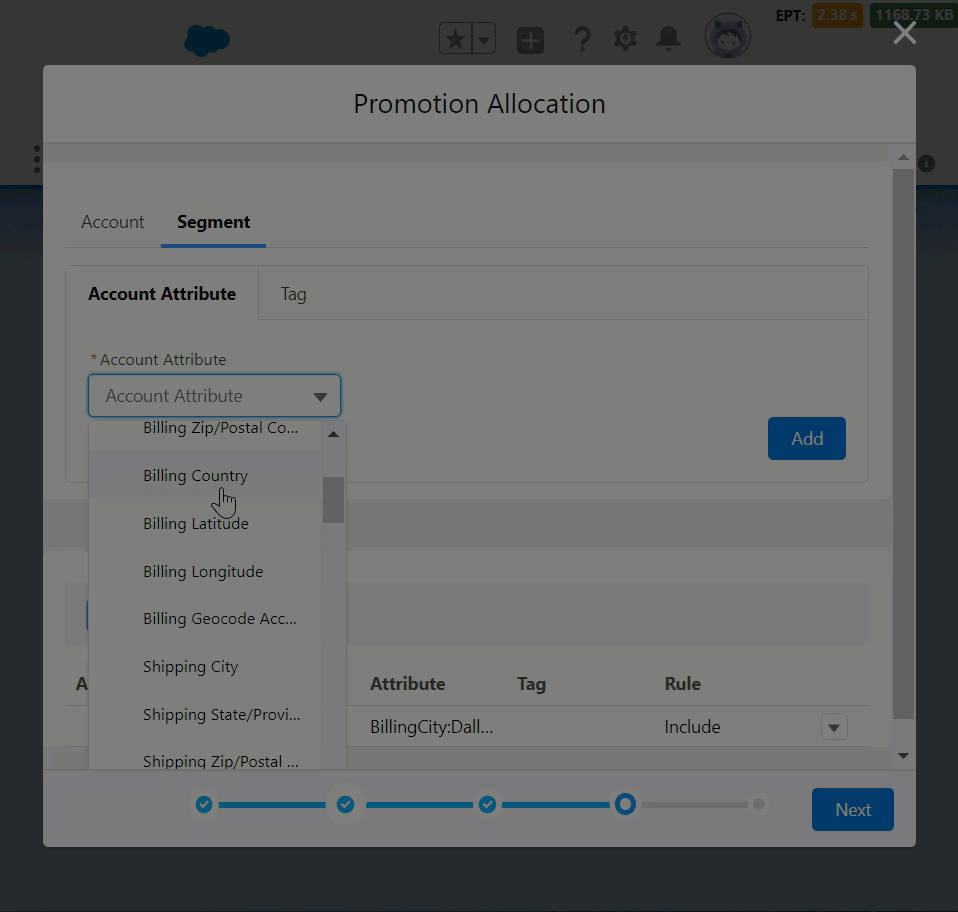 EPT: 2.38 s 1168.73 KB
Promotion Allocation
Account Segment
Account Attribute Tag
*Account Attribute
Account Attribute
Billing Zip/Postal Co...
Add
Billing Country
Billing Latitude
Billing Longitude
Billing Geocode Acc...
Shipping City
A Attribute Tag Rule
Shipping State/Provi...
BillingCity:Dall... Include
Shipping Zip/Postal ...
Next